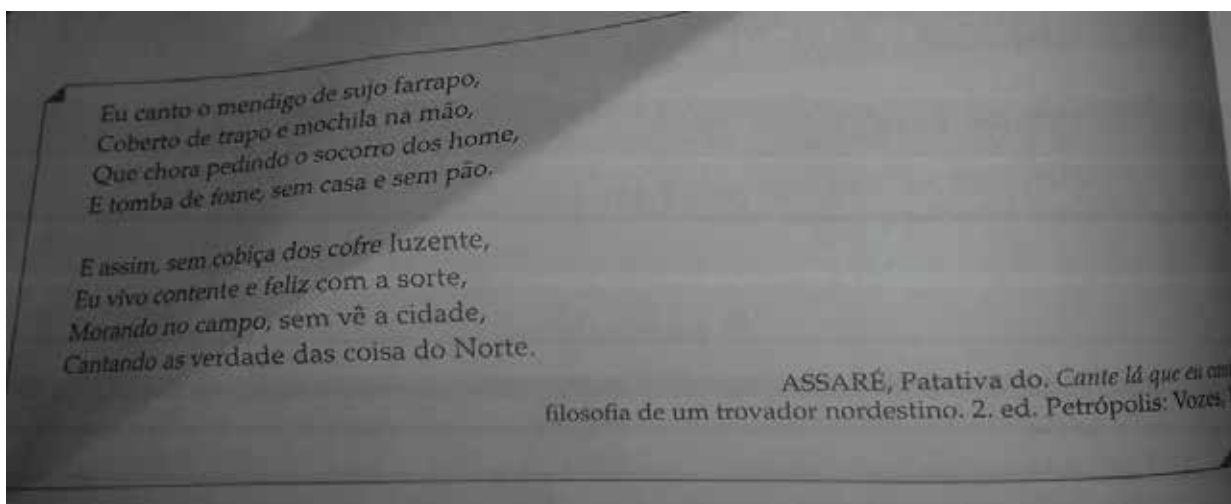 Eu canto o mendigo de sujo farrapo,
Coberto de trapo e mochila na mão,
Que chora pedindo o socorro dos home,
E tomba de fome, sem casa e sem pão.
E assim, sem cobiça dos cofre luzente,
Eu vivo contente e feliz com a sorte,
Morando no campo, sem vê a cidade,
Cantando as verdade das coisa do Norte.
ASSARÉ, Patativa do. Cante lá que eu
filosofia de um trovador nordestino. 2. ed. Petrópolis: Vozes,